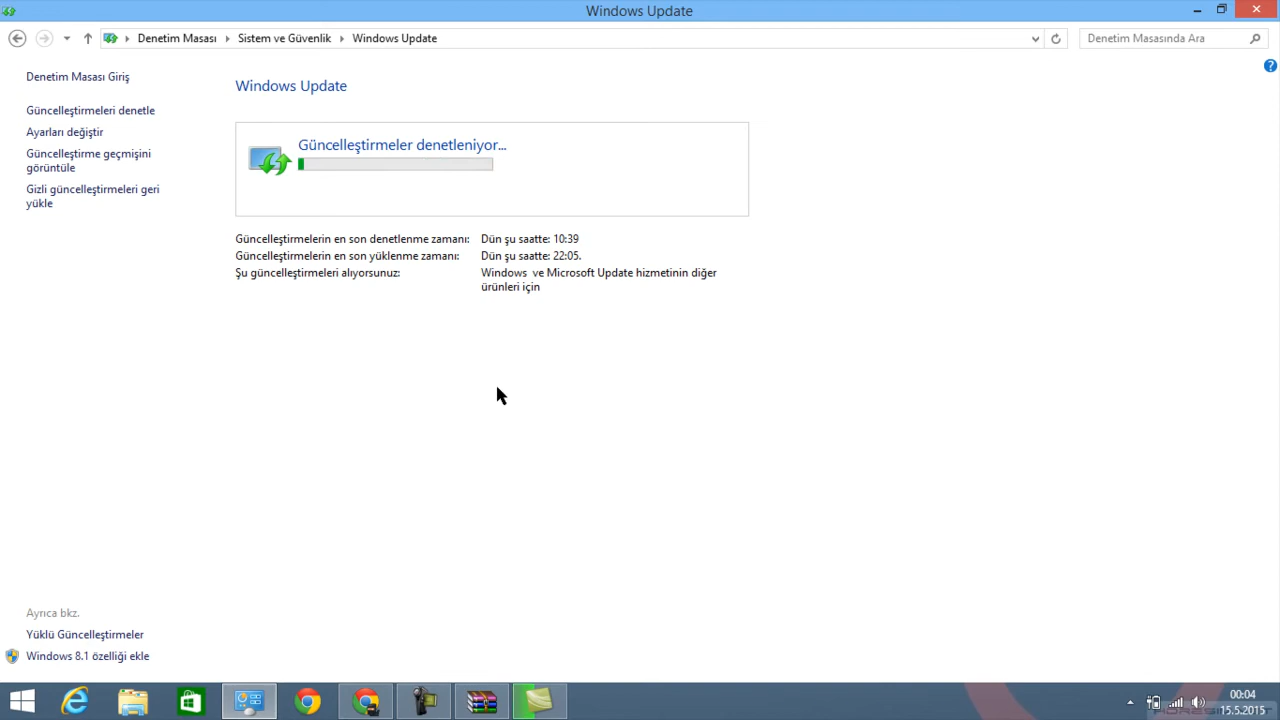 Windows Update
Denetim Masası
Sistem ve Güvenlik
Windows Update
Denetim Masasında Ara
Denetim Masası Giriş
Güncelleştirmeleri denetle
Ayarları değiştir
Güncelleştirme geçmişini
görüntüle
Gizli güncelleştirmeleri geri
yükle
Windows Update
Güncelleştirmeler denetleniyor...
Güncelleştirmelerin en son denetlenme zamanı: Dün şu saatte: 10:39
Güncelleştirmelerin en son yüklenme zamanı: Dün şu saatte: 22:05.
Şu güncelleştirmeleri alıyorsunuz: Windows ve Microsoft Update hizmetinin diğer
ürünleri için
Ayrıca bkz.
Yüklü Güncelleştirmeler
Windows 8.1 özelliği ekle
00:04
15.5.2015